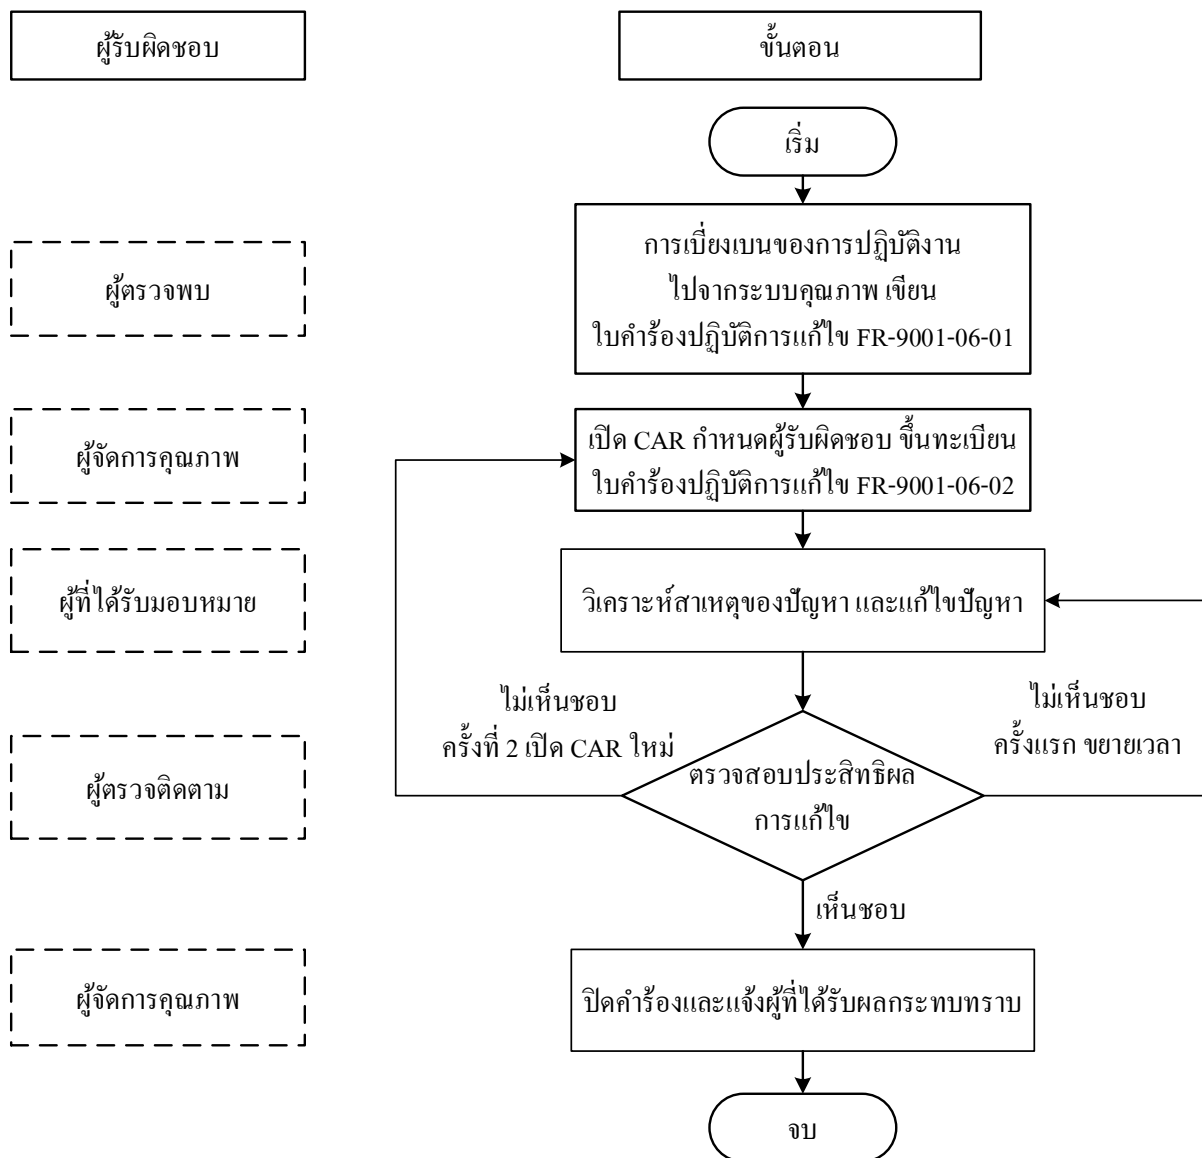 ผู้รับผิดชอบ
ขั้นตอน
เริ่ม
ผู้ตรวจพบ
การเบี่ยงเบนของการปฏิบัติงาน
ไปจากระบบคุณภาพ เขียน
ใบคำร้องปฏิบัติการแก้ไข FR-9001-06-01
ผู้จัดการคุณภาพ
เปิด CAR กำหนดผู้รับผิดชอบ ขึ้นทะเบียน
ใบคำร้องปฏิบัติการแก้ไข FR-9001-06-02
ผู้ที่ได้รับมอบหมาย
วิเคราะห์สาเหตุของปัญหา และแก้ไขปัญหา
ไม่เห็นชอบ
ครั้งที่ 2 เปิด CAR ใหม่
ไม่เห็นชอบ
ครั้งแรก ขยายเวลา
ผู้ตรวจติดตาม
ตรวจสอบประสิทธิผล
การแก้ไข
เห็นชอบ
ผู้จัดการคุณภาพ
ปิดคำร้องและแจ้งผู้ที่ได้รับผลกระทบทราบ
จบ